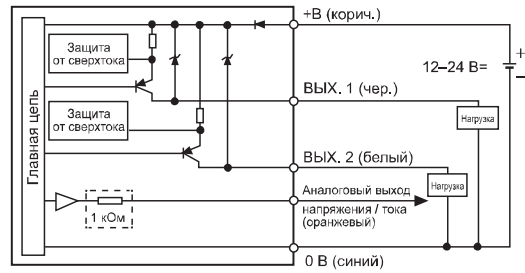 +В (корич.)
Защита
от сверхтока
12–24 В=
+
–
ВЫХ. 1 (чер.)
Главная цепь
Защита
от сверхтока
Нагрузка
ВЫХ. 2 (белый)
Нагрузка
Аналоговый выход
напряжения / тока
(оранжевый)
1 кОм
0 В (синий)